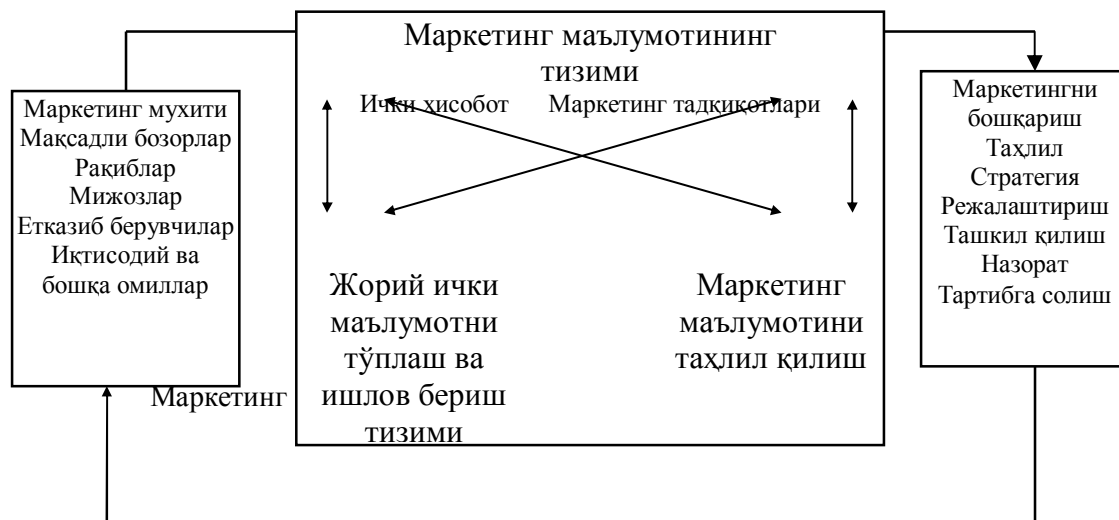 Маркетинг маълумотининг
тизими
Ички хисобот
Маркетинг тадқиқотлари
Маркетинг мухити
Мақсадли бозорлар
Рақиблар
Мижозлар
Етказиб берувчилар
Иқтисодий ва
бошқа омиллар
Жорий ички
маълумотни
тўплаш ва
ишлов бериш
тизими
Маркетинг
маълумотини
таҳлил қилиш
Маркетингни
бошқариш
Таҳлил
Стратегия
Режалаштириш
Ташкил қилиш
Назорат
Тартибга солиш
Маркетинг